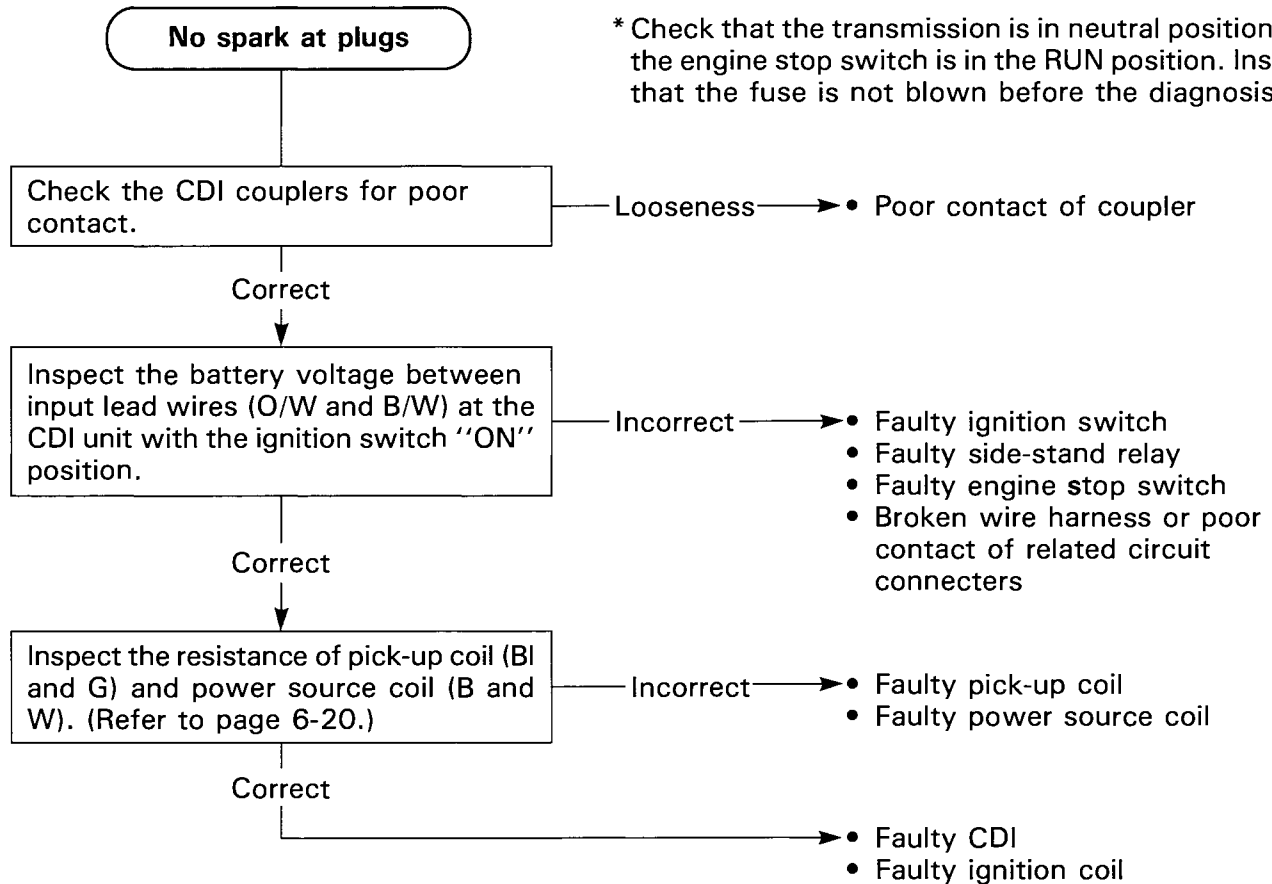 No spark at plugs
* Check that the transmission is in neutral position
the engine stop switch is in the RUN position. Ins
that the fuse is not blown before the diagnosis
Check the CDI couplers for poor
contact.
Looseness
• Poor contact of coupler
Correct
Inspect the battery voltage between
input lead wires (O/W and B/W) at the
CDI unit with the ignition switch ''ON''
position.
Incorrect
• Faulty ignition switch
• Faulty side-stand relay
• Faulty engine stop switch
• Broken wire harness or poor
contact of related circuit
connecters
Correct
Inspect the resistance of pick-up coil (Bl
and G) and power source coil (B and
W). (Refer to page 6-20.)
Incorrect
• Faulty pick-up coil
• Faulty power source coil
Correct
• Faulty CDI
• Faulty ignition coil